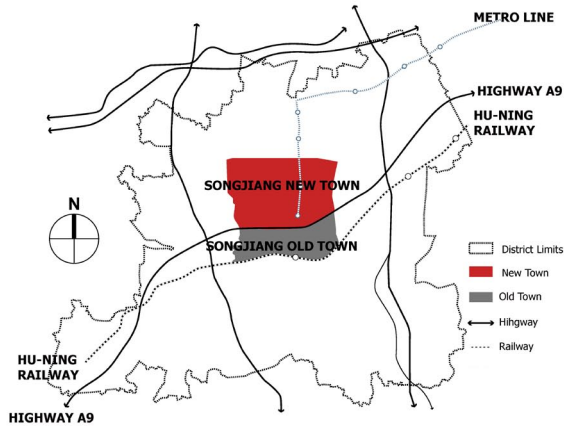 METRO LINE
HIGHWAY A9
HU-NING
RAILWAY
SONGJIANG NEW TOWN
N
SONGJIANG OLD TOWN
District Limits
New Town
Old Town
Hihgway
Railway
HU-NING
RAILWAY
HIGHWAY A9